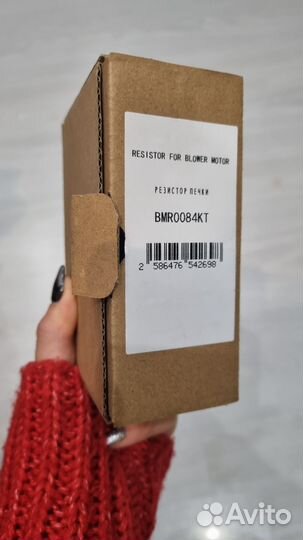 RESISTOR FOR BLOWER MOTOR
РЕЗИСТОР ПЕЧКИ
BMR0084KT
2 586476 542698
Avito